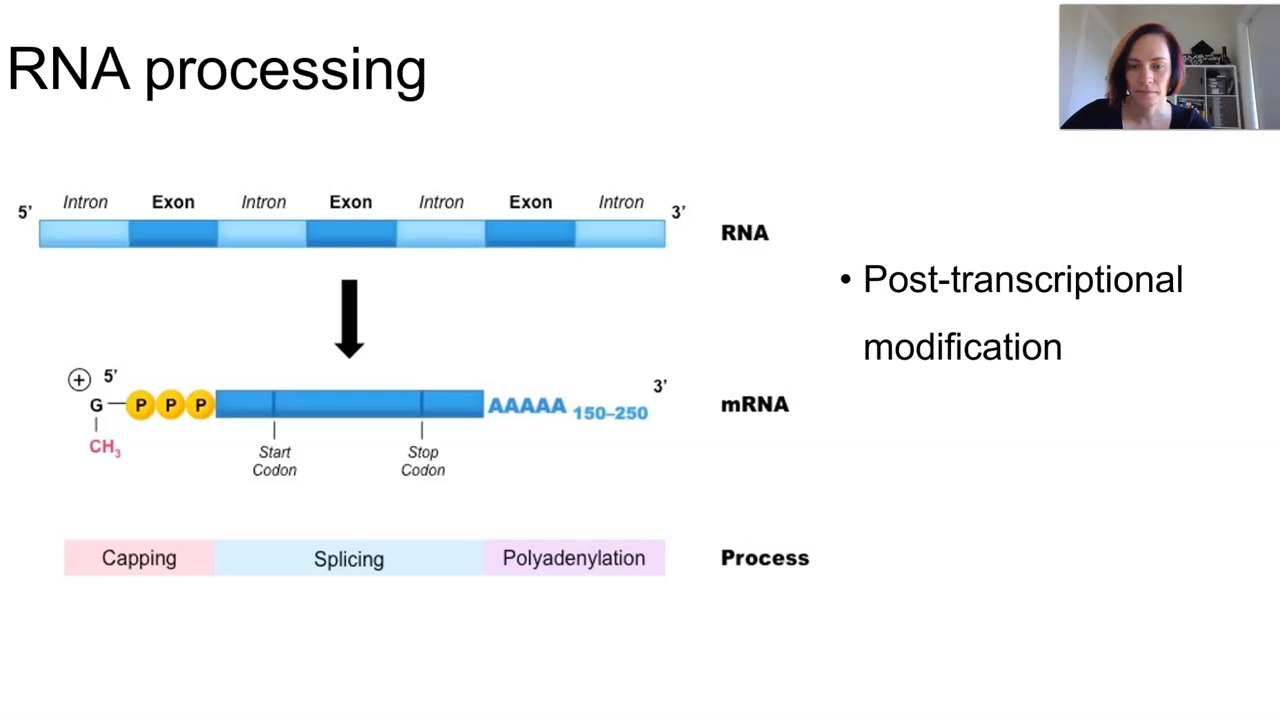 RNA processing
Intron Exon Intron Exon Intron Exon Intron
5’ 3’
RNA
• Post-transcriptional
modification
+ 5’ 3’
G P P P AAAAA 150–250 mRNA
CH3
Start Stop
Codon Codon
Capping Splicing Polyadenylation Process